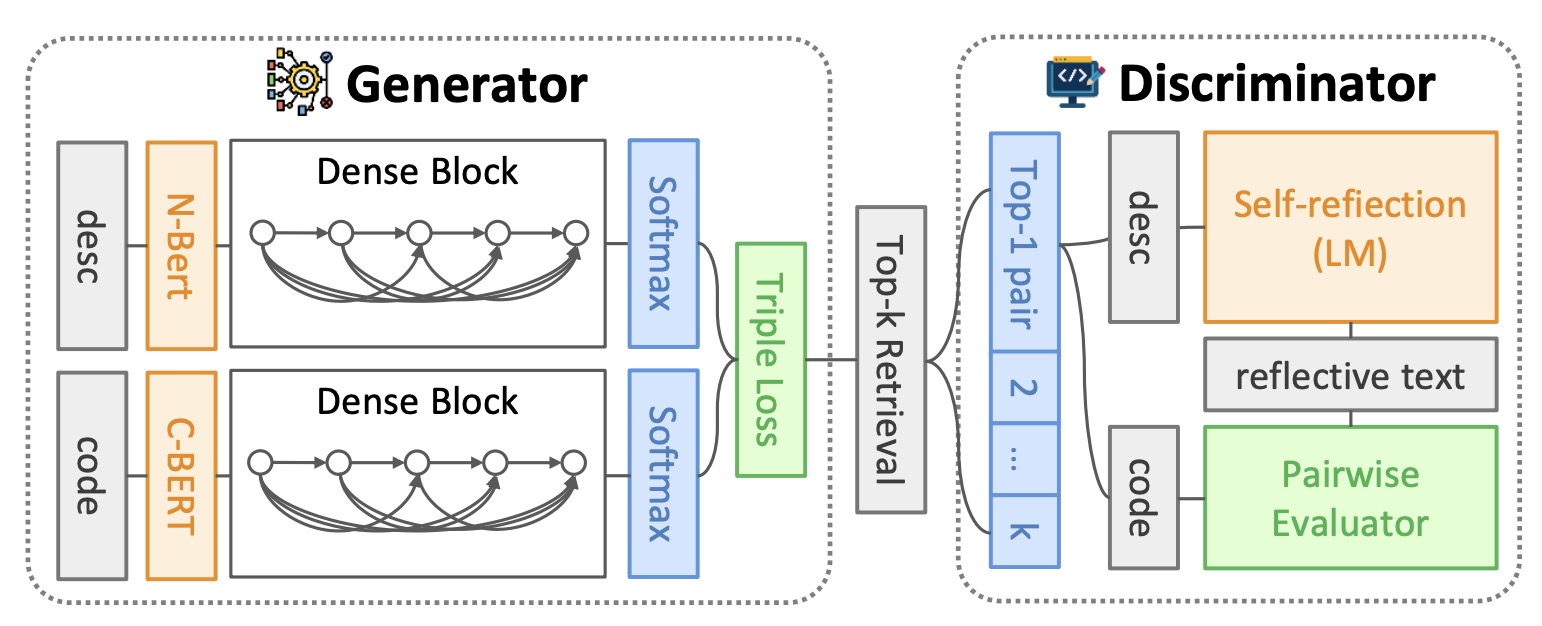 Generator
desc
N-Bert
Dense Block
Softmax
code
C-BERT
Dense Block
Softmax
Triple Loss
Top-k Retrieval
Discriminator
</>
Top-1 pair
2
...
k
desc
Self-refiection
(LM)
reflective text
code
Pairwise
Evaluator